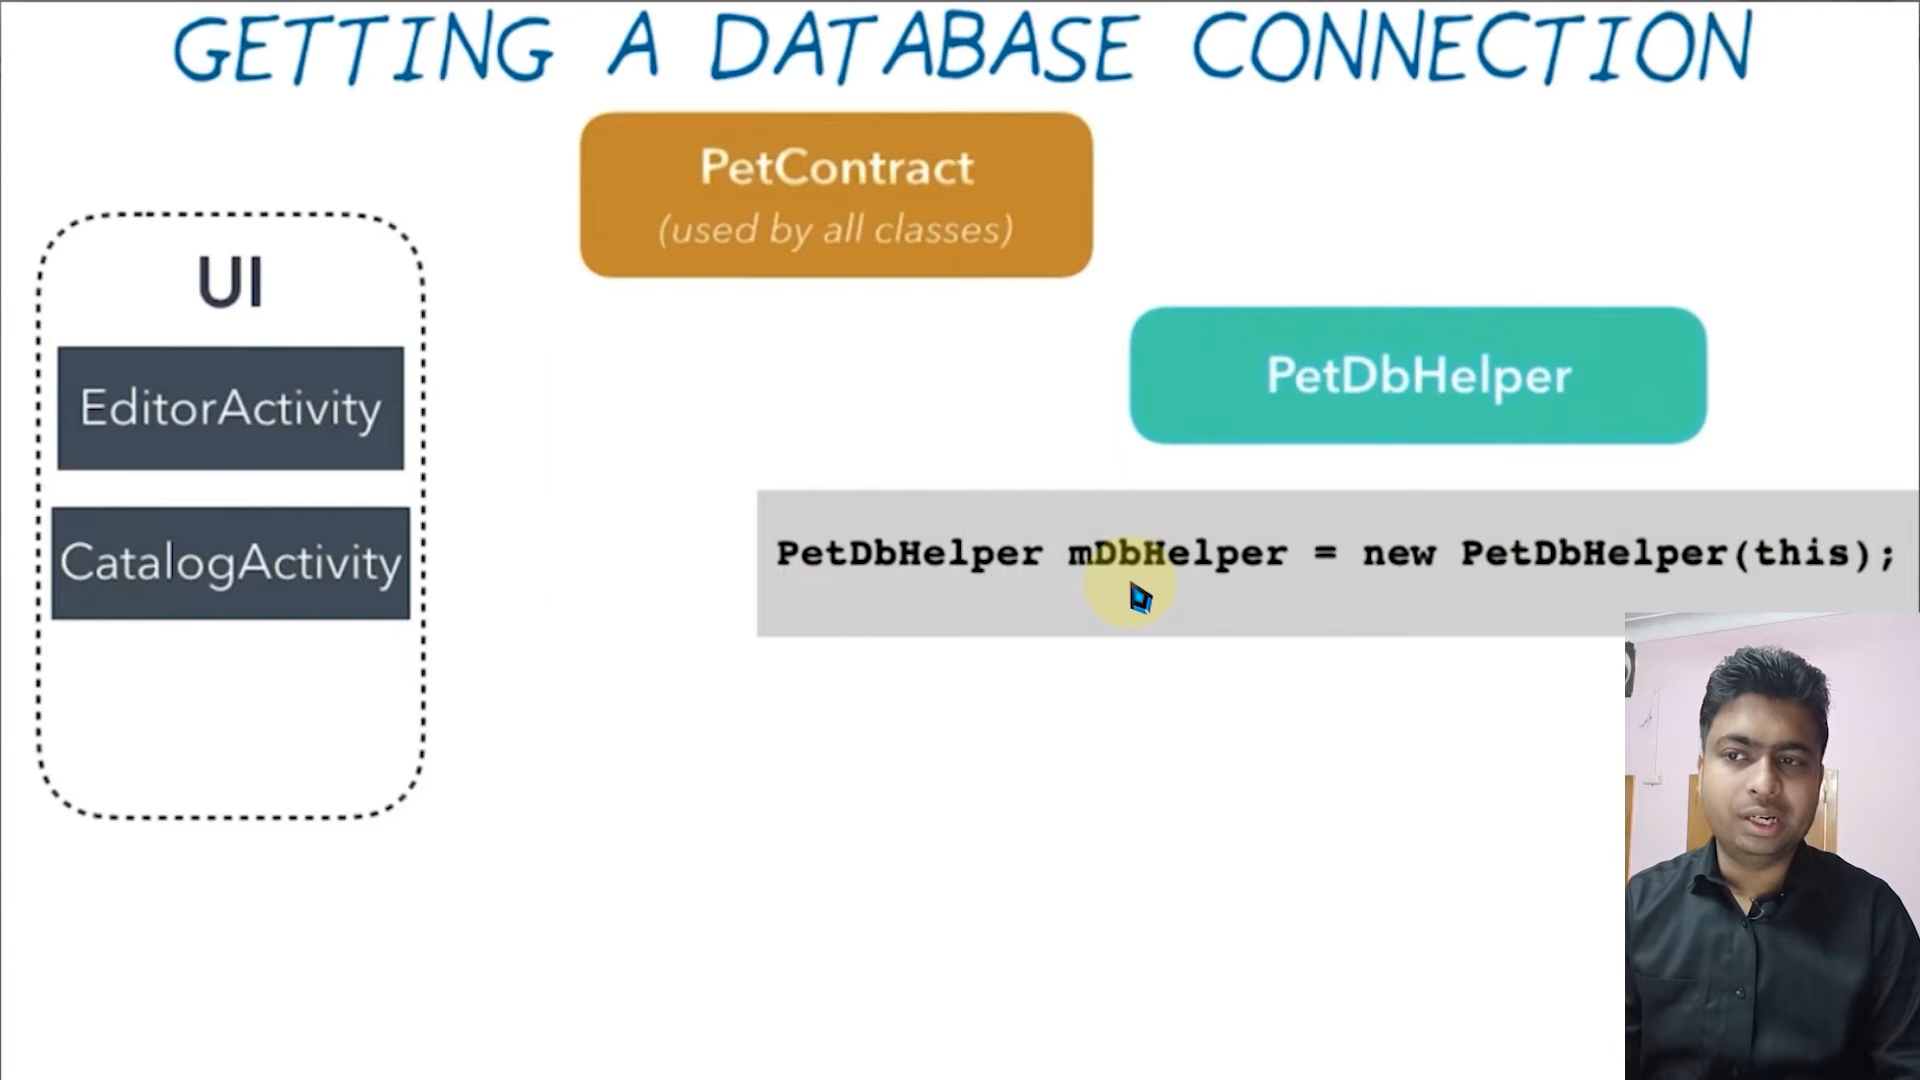 GETTING A DATABASE CONNECTION
PetContract
(used by all classes)
UI
EditorActivity
CatalogActivity
PetDbHelper
PetDbHelper mDbHelper = new PetDbHelper(this);